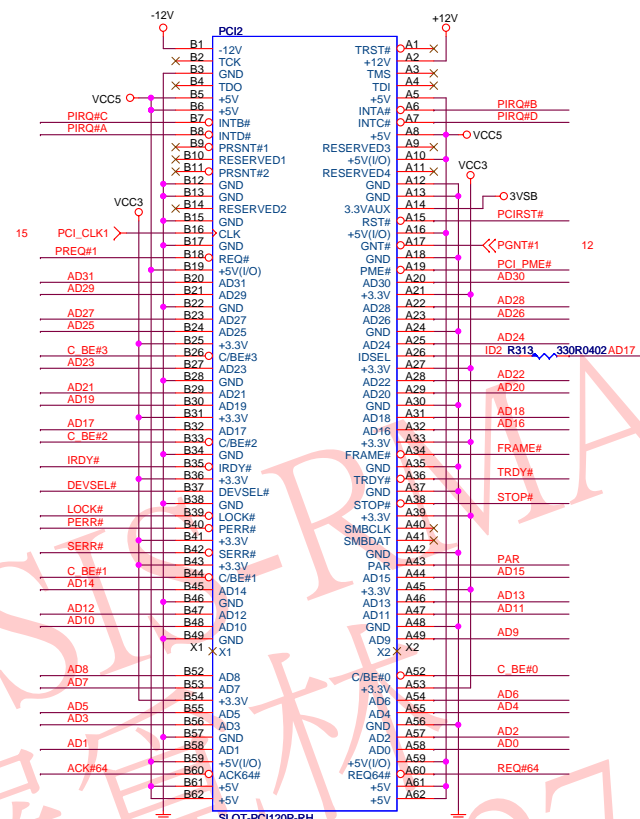 -12V +12V
PCI2
B1 -12V TRST# A1
B2 TCK +12V A2
B3 GND TMS A3
B4 TDO TDI A4
VCC5 B5 +5V +5V A5
B6 +5V INTA# A6 PIRQ#B
PIRQ#C B7 INTB# INTC# A7 PIRQ#D
PIRQ#A B8 INTD# +5V A8 VCC5
B9 PRSNT#1 RESERVED3 A9
B10 RESERVED1 +5V(I/O) A10
B11 PRSNT#2 RESERVED4 A11 VCC3
B12 GND GND A12
B13 GND GND A13
VCC3 B14 RESERVED2 3.3VAUX A14 3VSB
B15 GND RST# A15 PCIRST#
15 PCI_CLK1 B16 CLK +5V(I/O) A16
B17 GND GNT# A17 PGNT#1 12
PREQ#1 B18 REQ# GND A18
B19 +5V(I/O) PME# A19 PCI_PME#
AD31 B20 AD31 AD30 A20 AD30
AD29 B21 AD29 +3.3V A21
B22 GND AD28 A22 AD28
AD27 B23 AD27 AD26 A23 AD26
AD25 B24 AD25 GND A24
B25 +3.3V AD24 A25 AD24
C_BE#3 B26 C/BE#3 IDSEL A26 ID2 R313 330R0402 AD17
AD23 B27 AD23 +3.3V A27
B28 GND AD22 A28 AD22
AD21 B29 AD21 AD20 A29 AD20
AD19 B30 AD19 GND A30
B31 +3.3V AD18 A31 AD18
AD17 B32 AD17 AD16 A32 AD16
C_BE#2 B33 C/BE#2 +3.3V A33
B34 GND FRAME# A34 FRAME#
IRDY# B35 IRDY# GND A35
B36 +3.3V TRDY# A36 TRDY#
DEVSEL# B37 DEVSEL# GND A37
B38 GND STOP# A38 STOP#
LOCK# B39 LOCK# +3.3V A39
PERR# B40 PERR# SMBCLK A40
B41 +3.3V SMBDAT A41
SERR# B42 SERR# GND A42
B43 +3.3V PAR A43 PAR
C_BE#1 B44 C/BE#1 AD15 A44 AD15
AD14 B45 AD14 +3.3V A45
B46 GND AD13 A46 AD13
AD12 B47 AD12 AD11 A47 AD11
AD10 B48 AD10 GND A48
B49 GND AD9 A49 AD9
X1 X1 X2 X2
AD8 B52 AD8 C/BE#0 A52 C_BE#0
AD7 B53 AD7 +3.3V A53
B54 +3.3V AD6 A54 AD6
AD5 B55 AD5 AD4 A55 AD4
AD3 B56 AD3 GND A56
B57 GND AD2 A57 AD2
AD1 B58 AD1 AD0 A58 AD0
B59 +5V(I/O) +5V(I/O) A59
ACK#64 B60 ACK64# REQ64# A60 REQ#64
B61 +5V +5V A61
B62 +5V +5V A62
SLOT-PCI120P-RH
SIS-RMA